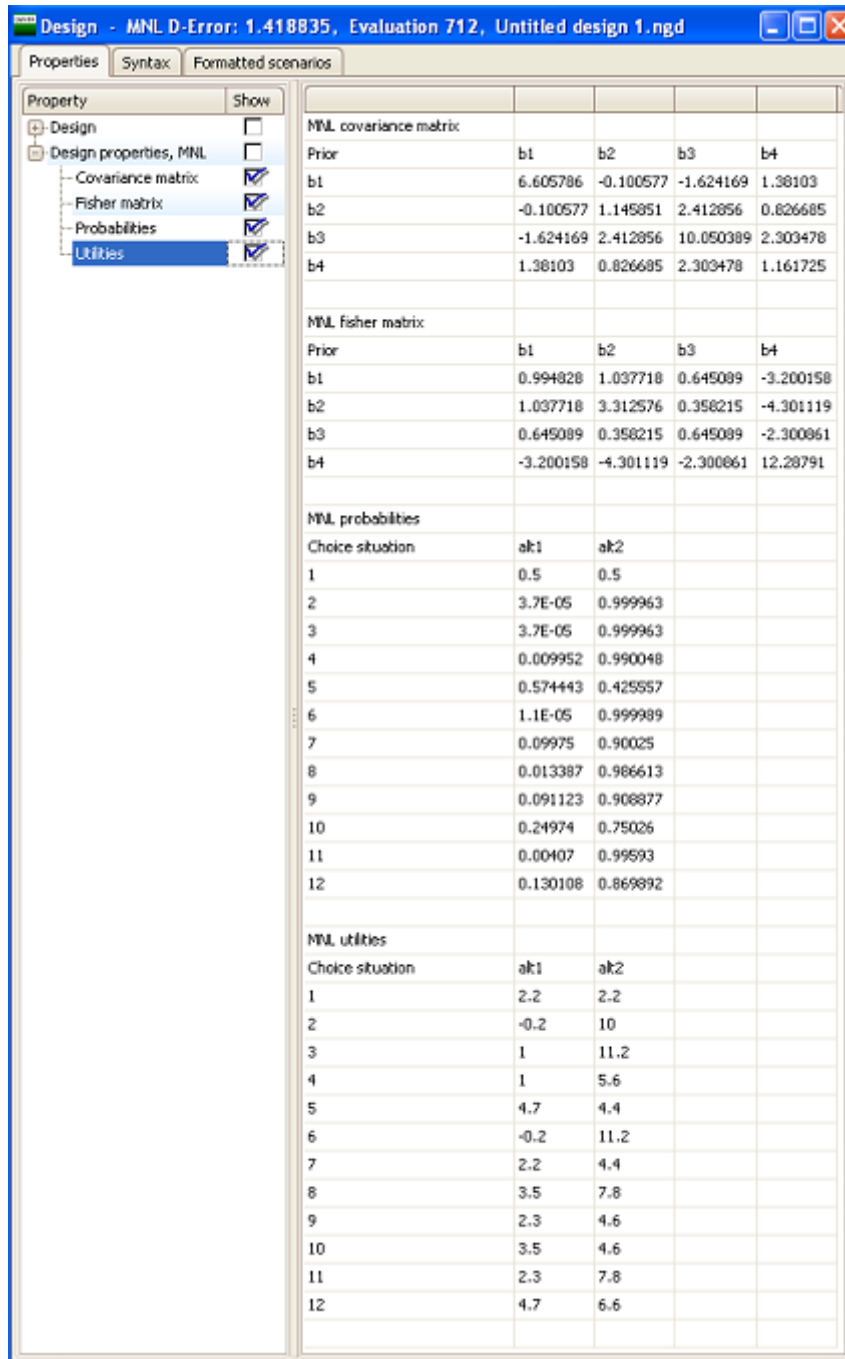 Design - MNL D-Error: 1.418835, Evaluation 712, Untitled design 1.ngd
Properties Syntax Formatted scenarios
Property Show
Design
Design properties, MNL
Covariance matrix
Fisher matrix
Probabilities
Utilities
MNL covariance matrix
Prior b1 b2 b3 b4
b1 6.605786 -0.100577 -1.624169 1.38103
b2 -0.100577 1.145851 2.412856 0.826685
b3 -1.624169 2.412856 10.050389 2.303478
b4 1.38103 0.826685 2.303478 1.161725
MNL fisher matrix
Prior b1 b2 b3 b4
b1 0.994828 1.037718 0.645089 -3.200158
b2 1.037718 3.312576 0.358215 -4.301119
b3 0.645089 0.358215 0.645089 -2.300861
b4 -3.200158 -4.301119 -2.300861 12.28791
MNL probabilities
Choice situation alt1 alt2
1 0.5 0.5
2 3.7E-05 0.999963
3 3.7E-05 0.999963
4 0.009952 0.990048
5 0.574443 0.425557
6 1.1E-05 0.999989
7 0.09975 0.90025
8 0.013387 0.986613
9 0.091123 0.908877
10 0.24974 0.75026
11 0.00407 0.99593
12 0.130108 0.869892
MNL utilities
Choice situation alt1 alt2
1 2.2 2.2
2 -0.2 10
3 1 11.2
4 1 5.6
5 4.7 4.4
6 -0.2 11.2
7 2.2 4.4
8 3.5 7.8
9 2.3 4.6
10 3.5 4.6
11 2.3 7.8
12 4.7 6.6